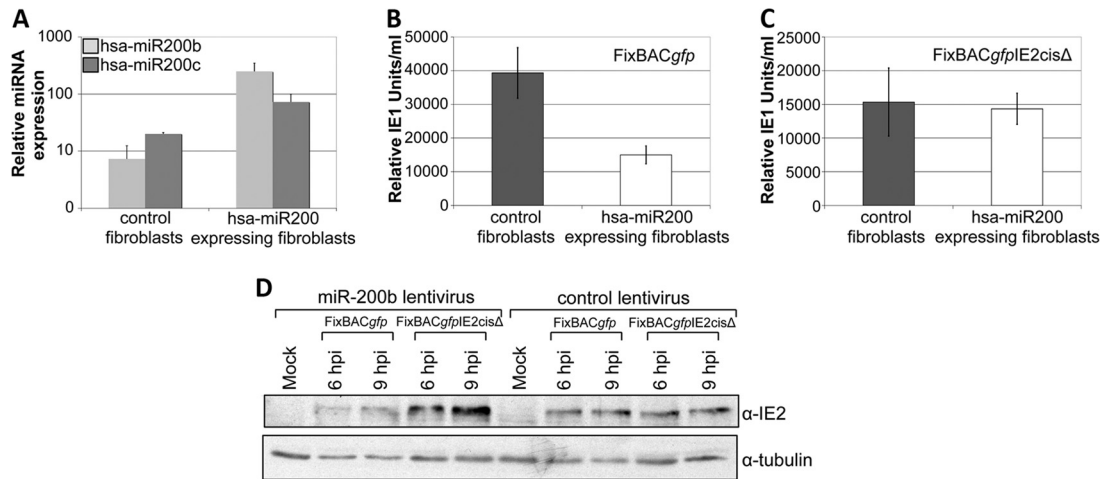 A
Relative miRNA
expression
1000
100
10
0
hsa-miR200b
hsa-miR200c
control
fibroblasts
hsa-miR200
expressing fibroblasts
B
Relative IE1 Units/ml
50000
40000
30000
20000
10000
0
FixBACgfp
control
fibroblasts
hsa-miR200
expressing fibroblasts
C
Relative IE1 Units/ml
25000
20000
15000
10000
5000
0
FixBACgfpIE2cisΔ
control
fibroblasts
hsa-miR200
expressing fibroblasts
D
miR-200b lentivirus
control lentivirus
FixBACgfp
FixBACgfpIE2cisΔ
FixBACgfp
FixBACgfpIE2cisΔ
Mock
6 hpi
9 hpi
6 hpi
9 hpi
Mock
6 hpi
9 hpi
6 hpi
9 hpi
α-IE2
α-tubulin